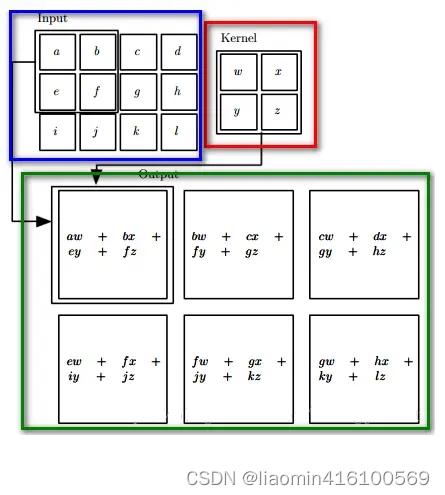 Input
Kernel
a b c d
w x
e f g h
y z
i j k l
Output
aw + bx +
ey + fz
bw + cx +
fy + gz
cw + dx +
gy + hz
ew + fx +
iy + jz
fw + gx +
jy + kz
gw + hx +
ky + lz
CSDN @liaomin416100569